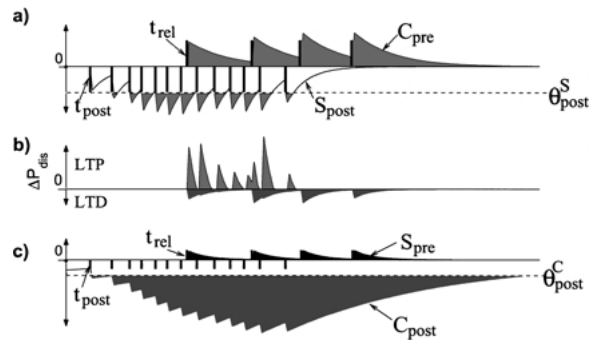 a)
t_rel
C_pre
0
t_post
S_post
θ^S_post
b)
ΔP_dis
LTP
0
LTD
t_rel
S_pre
c)
0
t_post
θ^C_post
C_post